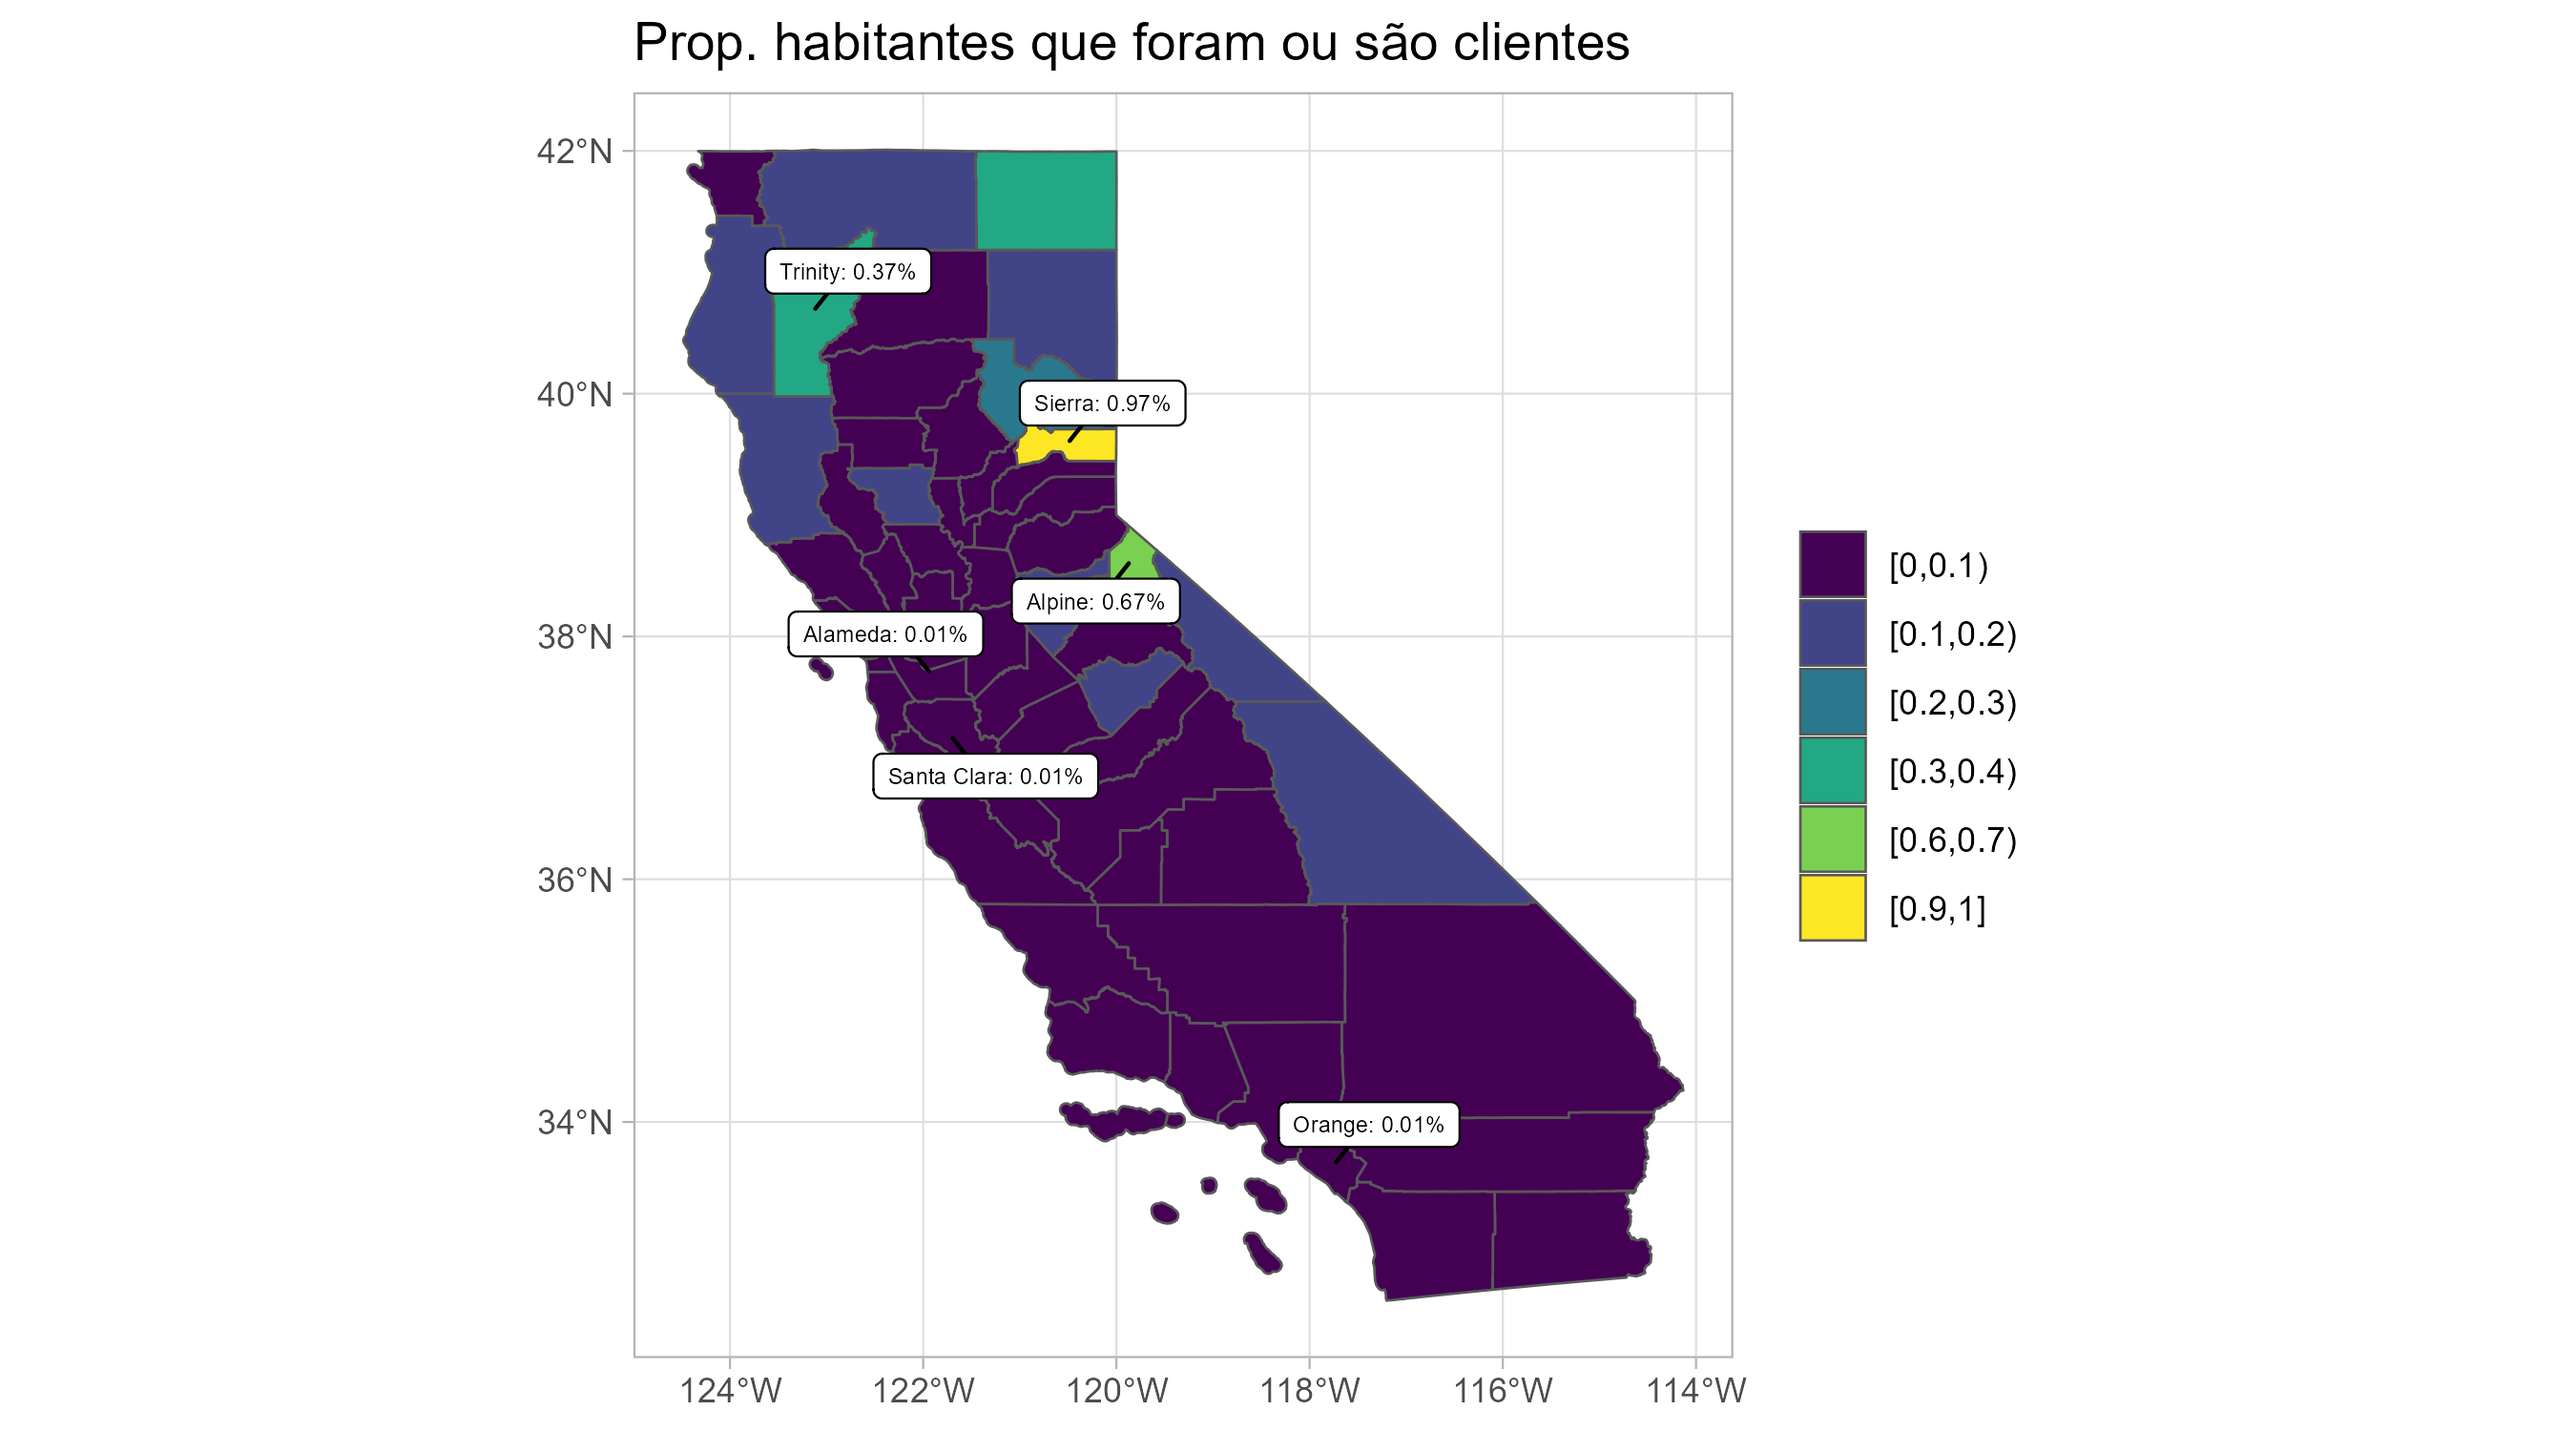 Prop. habitantes que foram ou são clientes
42°N
40°N
38°N
36°N
34°N
Trinity: 0.37%
Sierra: 0.97%
Alpine: 0.67%
Alameda: 0.01%
Santa Clara: 0.01%
Orange: 0.01%
124°W
122°W
120°W
118°W
116°W
114°W
[0,0.1)
[0.1,0.2)
[0.2,0.3)
[0.3,0.4)
[0.6,0.7)
[0.9,1]